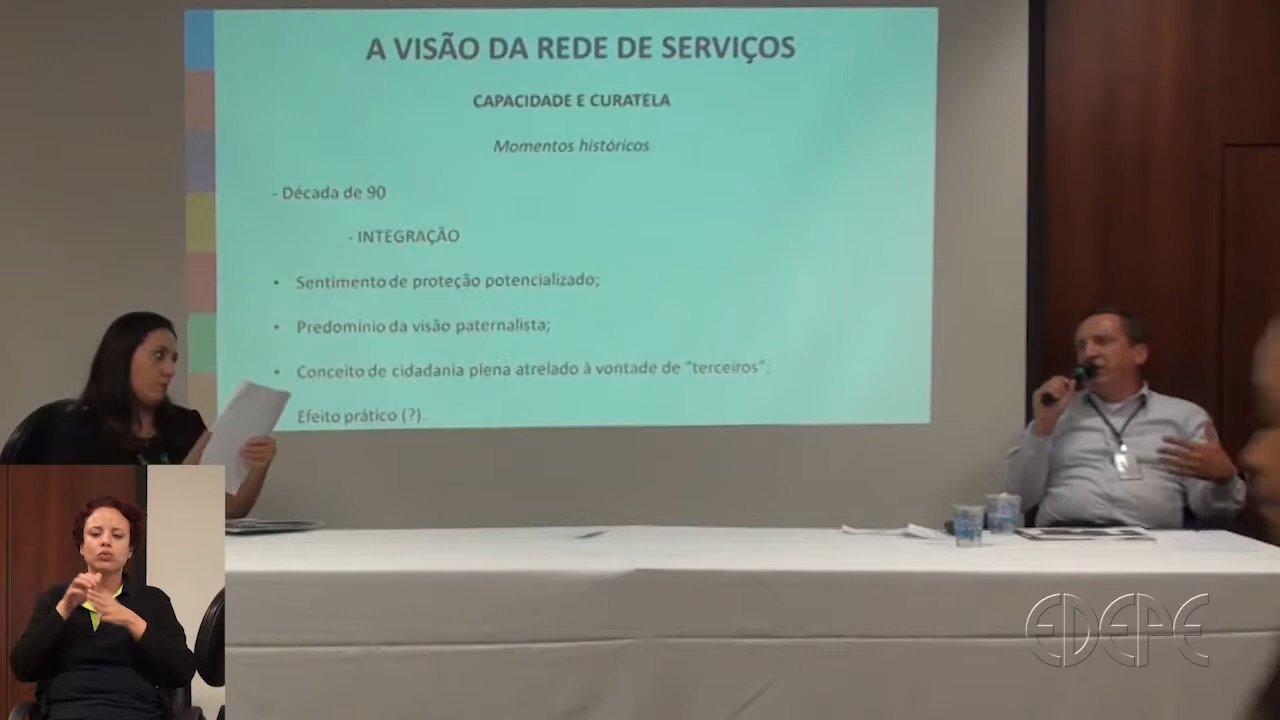 A VISÃO DA REDE DE SERVIÇOS
CAPACIDADE E CURATELA
Momentos históricos
- Década de 90
- INTEGRAÇÃO
• Sentimento de proteção potencializado;
• Predomínio da visão paternalista;
• Conceito de cidadania plena atrelado à vontade de "terceiros";
Efeito prático (?).
EDEPE